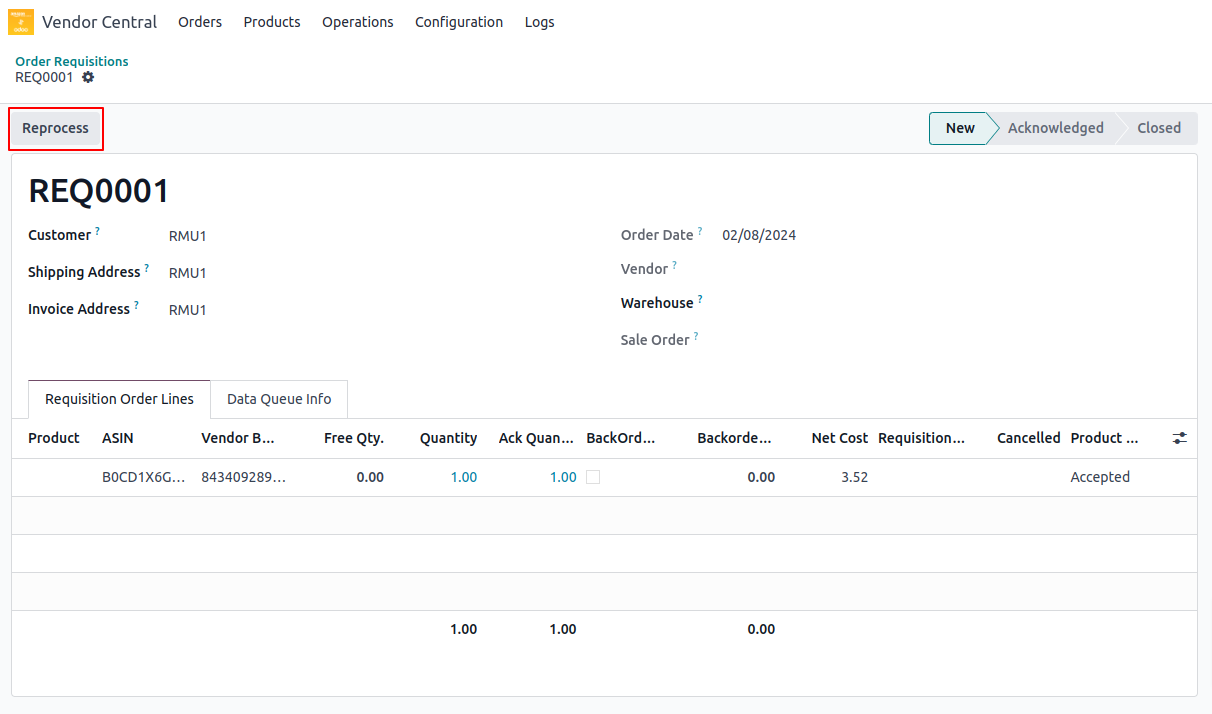 Vendor Central Orders Products Operations Configuration Logs
Order Requisitions
REQ0001
Reprocess New Acknowledged Closed
REQ0001
Customer ? RMU1 Order Date ? 02/08/2024
Shipping Address ? RMU1 Vendor ?
Invoice Address ? RMU1 Warehouse ?
Sale Order ?
Requisition Order Lines Data Queue Info
Product ASIN Vendor B... Free Qty. Quantity Ack Quan... BackOrd... Backorde... Net Cost Requisition... Cancelled Product ...
B0CD1X6G... 843409289... 0.00 1.00 1.00 0.00 3.52 Accepted
1.00 1.00 0.00